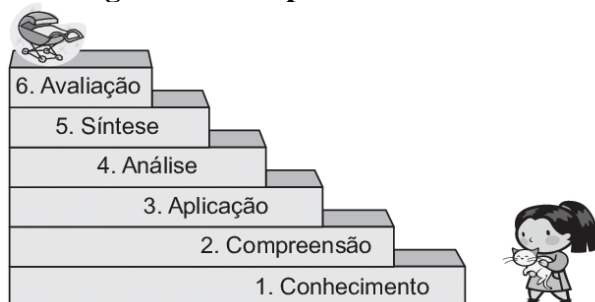 6. Avaliação
5. Síntese
4. Análise
3. Aplicação
2. Compreensão
1. Conhecimento